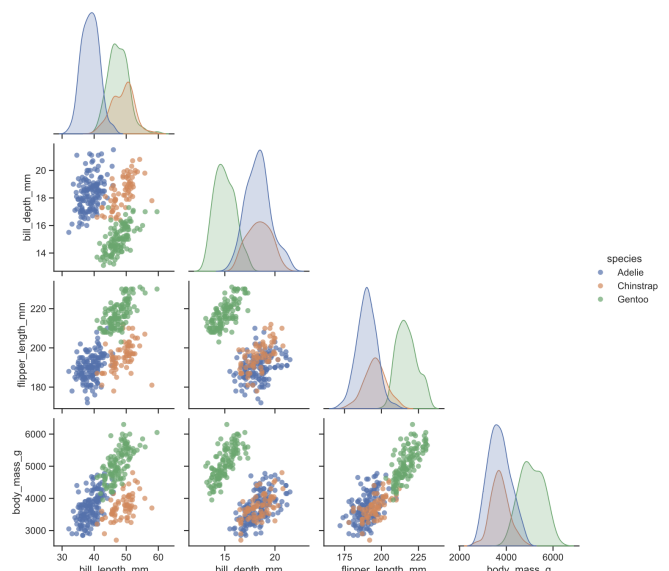 20
18
16
14
bill_depth_mm
species
Adelie
Chinstrap
Gentoo
220
200
180
flipper_length_mm
6000
5000
4000
3000
body_mass_g
30 40 50 60
15 20
175 200 225
2000 4000 6000
bill_length_mm
bill_depth_mm
flipper_length_mm
body_mass_g